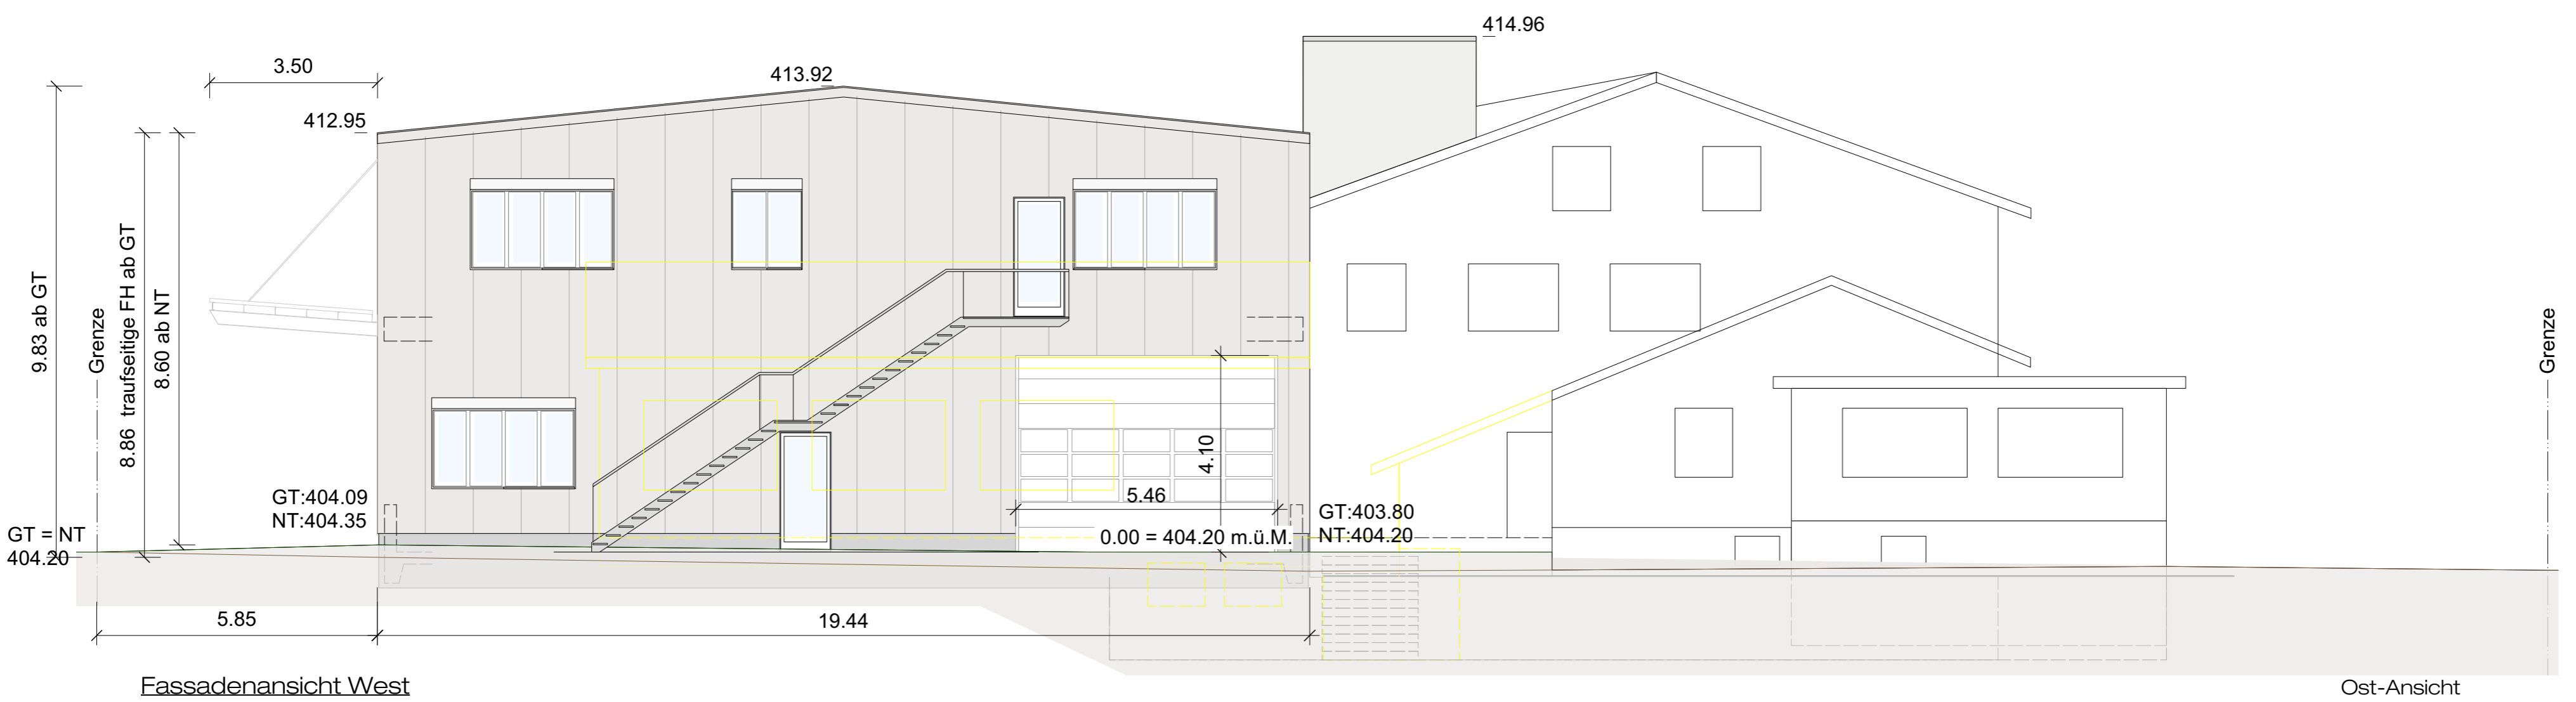 414.96
3.50
413.92
412.95
9.83 ab GT
Grenze
8.86 traufseitige FH ab GT
8.60 ab NT
Grenze
4.10
5.46
GT:404.09
NT:404.35
GT:403.80
NT:404.20
0.00 = 404.20 m.ü.M.
GT = NT
404.20
5.85
19.44
Fassadenansicht West
Ost-Ansicht